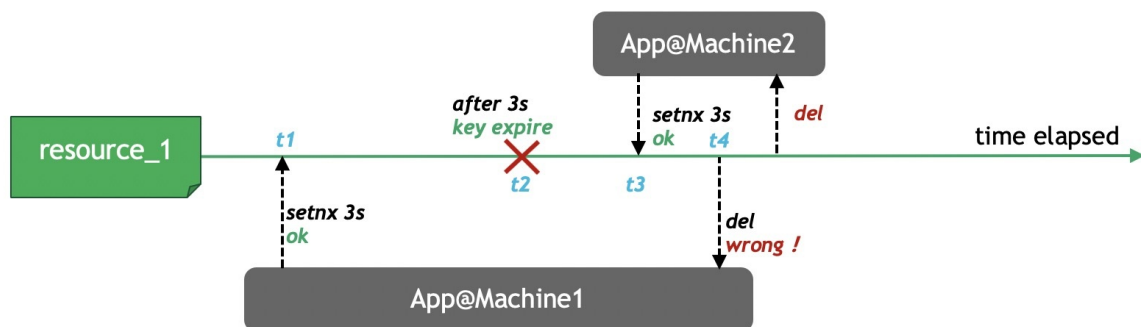 App@Machine2
after 3s
key expire
setnx 3s
ok
del
resource_1
t1
t4
time elapsed
t2
t3
setnx 3s
ok
del
wrong !
App@Machine1